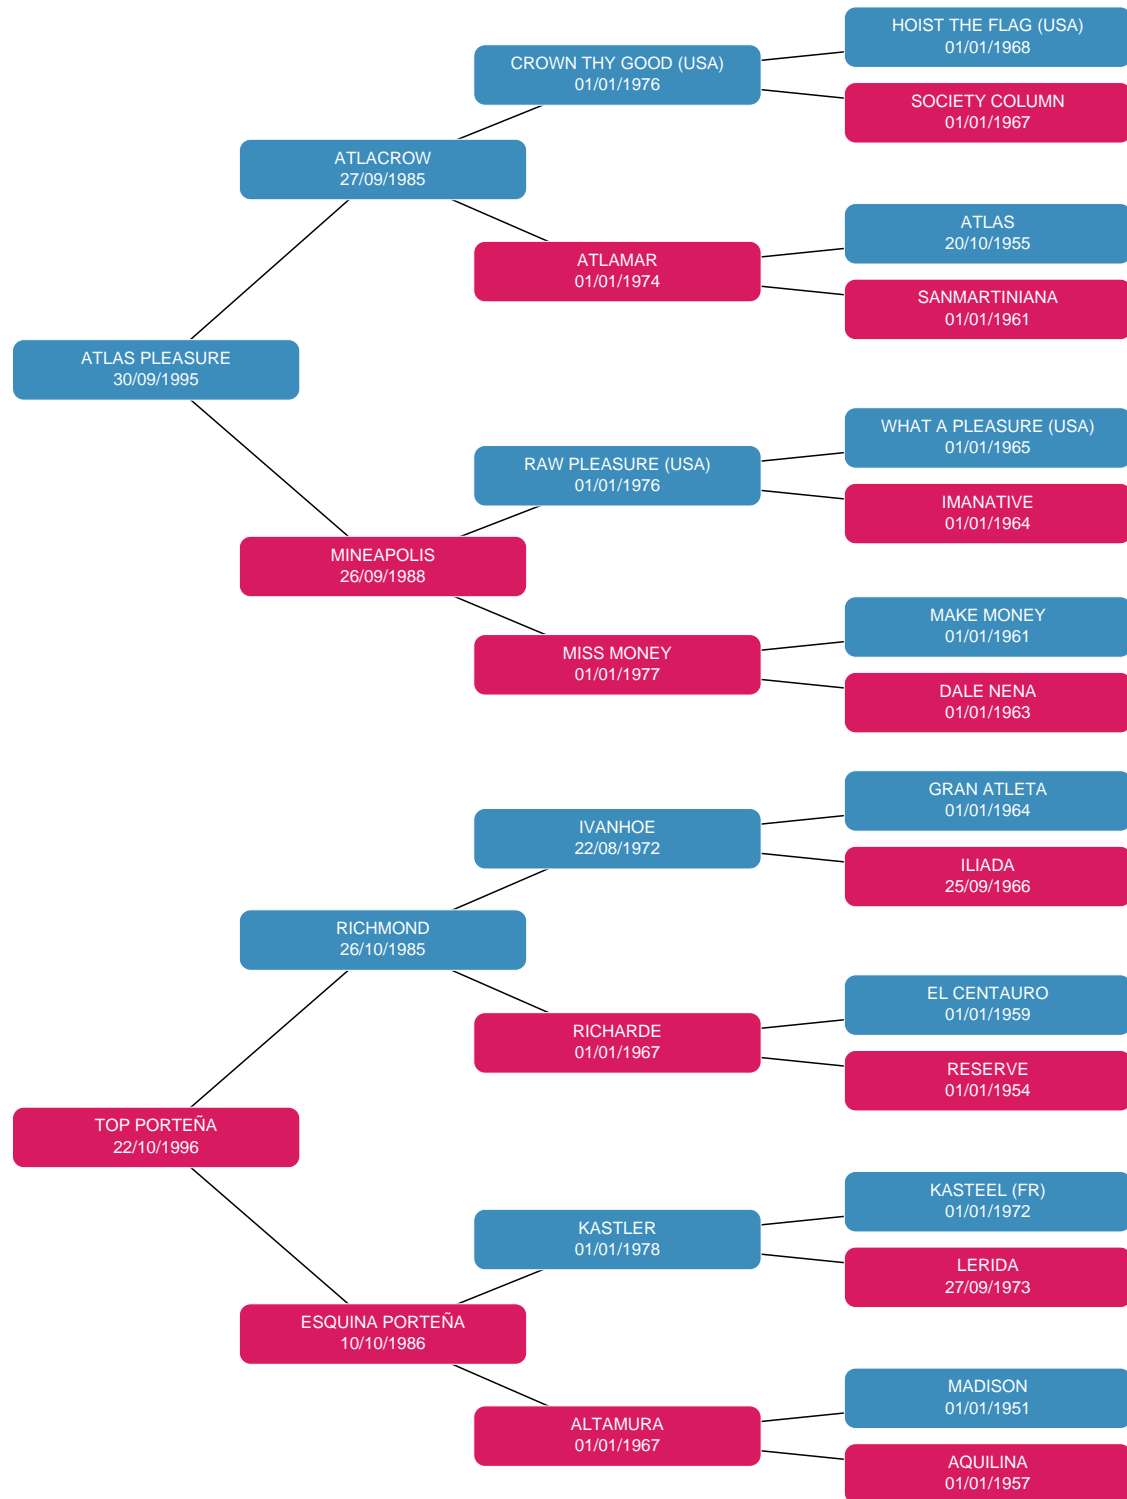 HOIST THE FLAG (USA)
01/01/1968
CROWN THY GOOD (USA)
01/01/1976
SOCIETY COLUMN
01/01/1967
ATLACROW
27/09/1985
ATLAS
20/10/1955
ATLAMAR
01/01/1974
SANMARTINIANA
01/01/1961
ATLAS PLEASURE
30/09/1995
WHAT A PLEASURE (USA)
01/01/1965
RAW PLEASURE (USA)
01/01/1976
IMANATIVE
01/01/1964
MINEAPOLIS
26/09/1988
MAKE MONEY
01/01/1961
MISS MONEY
01/01/1977
DALE NENA
01/01/1963
GRAN ATLETA
01/01/1964
IVANHOE
22/08/1972
ILIADA
25/09/1966
RICHMOND
26/10/1985
EL CENTAURO
01/01/1959
RICHARDE
01/01/1967
RESERVE
01/01/1954
TOP PORTEÑA
22/10/1996
KASTEEL (FR)
01/01/1972
KASTLER
01/01/1978
LERIDA
27/09/1973
ESQUINA PORTEÑA
10/10/1986
MADISON
01/01/1951
ALTAMURA
01/01/1967
AQUILINA
01/01/1957